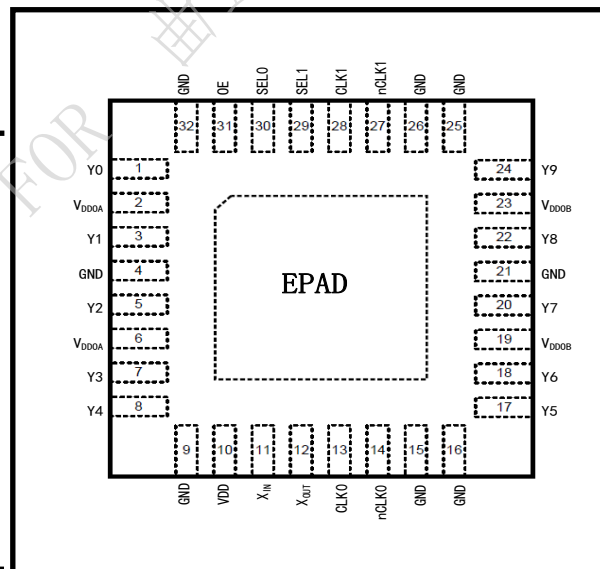 GND OE SEL0 SEL1 CLK1 nCLK1 GND GND
32 31 30 29 28 27 26 25
Y0 1 24 Y9
VDDOA 2 23 VDDOB
Y1 3 22 Y8
GND 4 21 GND
EPAD
Y2 5 20 Y7
VDDOA 6 19 VDDOB
Y3 7 18 Y6
Y4 8 17 Y5
9 10 11 12 13 14 15 16
GND VDD XIN XOUT CLK0 nCLK0 GND GND
FOR